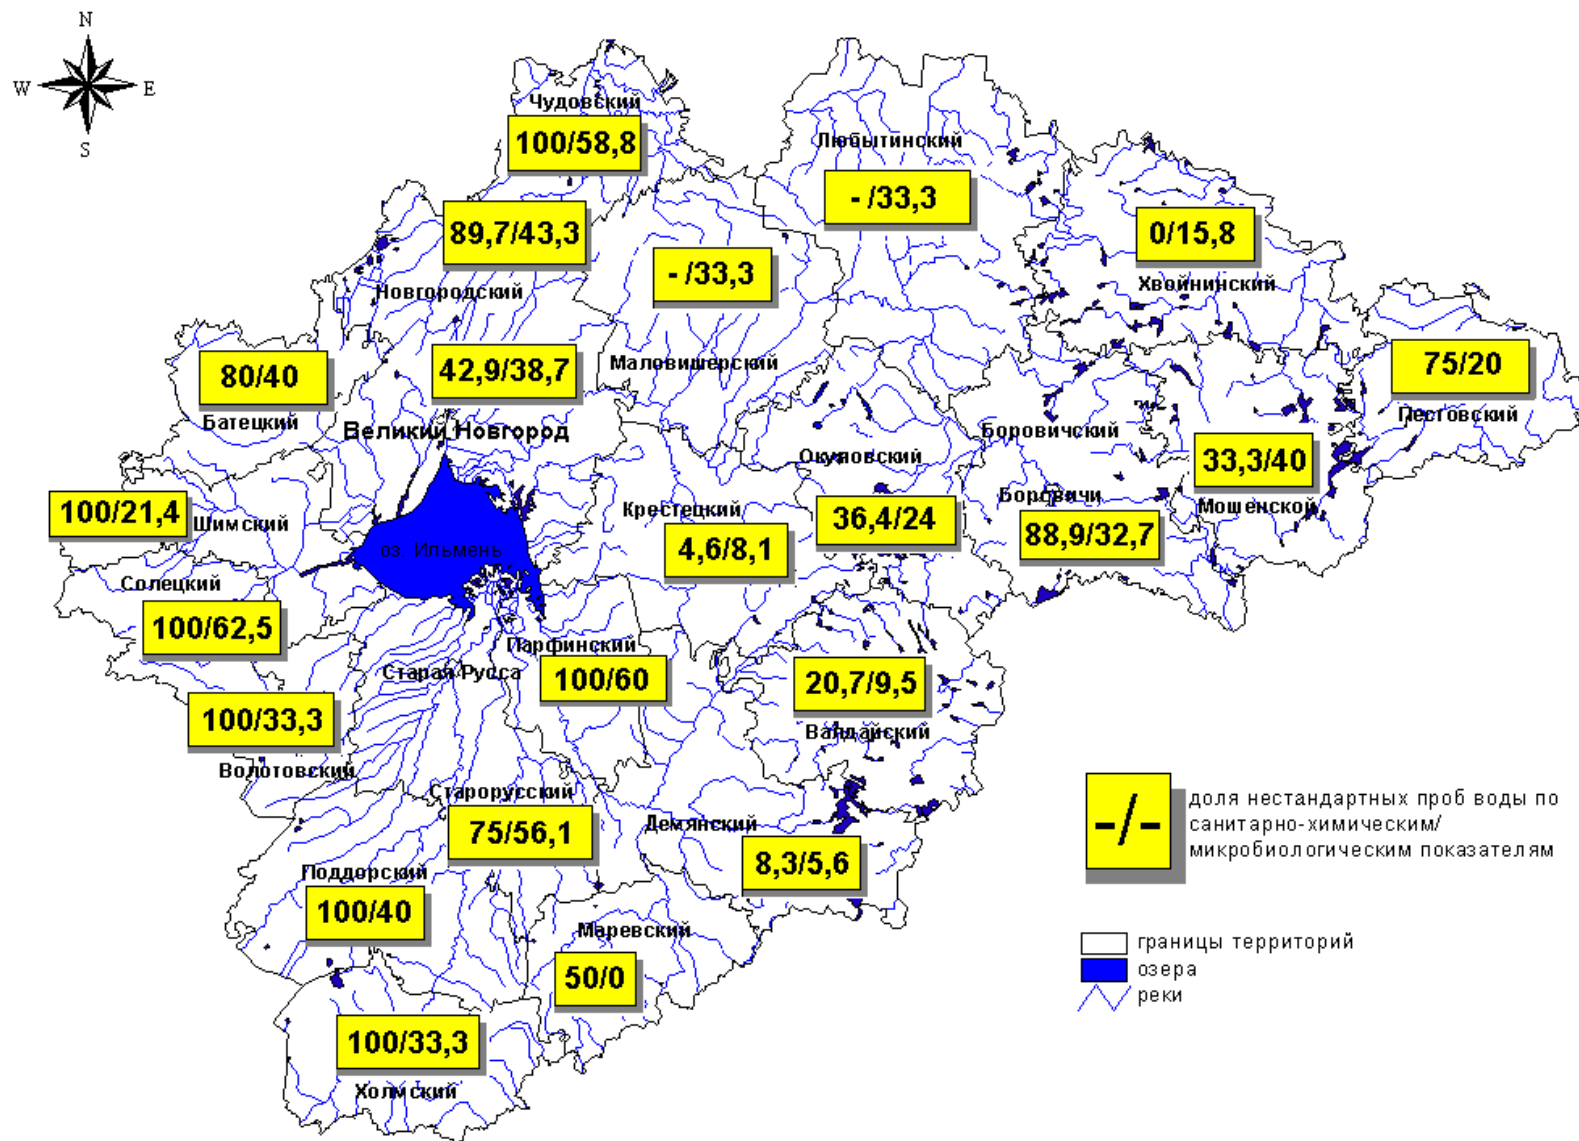 N
W
E
S
Чудовский
100/58,8
Любытинский
- /33,3
89,7/43,3
0/15,8
- /33,3
Хвойнинский
Новгородский
Маловишерский
80/40
42,9/38,7
75/20
Батецкий
Великий Новгород
Пестовский
Боровичский
Окуловский
33,3/40
Боровичи
Мошенской
100/21,4
Шимский
Крестецкий
36,4/24
88,9/32,7
оз. Ильмень
4,6/8,1
Солецкий
100/62,5
Парфинский
Старая Русса
100/60
20,7/9,5
Валдайский
100/33,3
Волотовский
Старорусский
75/56,1
Демянский
8,3/5,6
-/-
доля нестандартных проб воды по
санитарно-химическим/
микробиологическим показателям
Поддорский
100/40
Маревский
50/0
границы территорий
озера
реки
100/33,3
Холмский